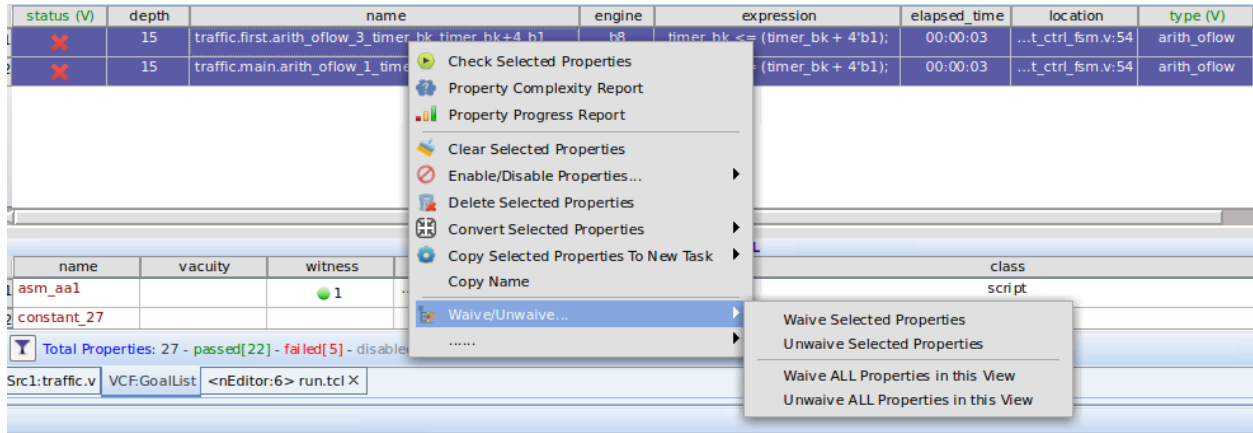 status (V) depth name engine expression elapsed_time location type (V)
15 traffic.first.arith_oflow_3_timer_bk_timer_bk+4_b1 b8 timer_bk <= (timer_bk + 4'b1); 00:00:03 ...t_ctrl_fsm.v:54 arith_oflow
2 15 traffic.main.arith_oflow_1_time = (timer_bk + 4'b1); 00:00:03 ...t_ctrl_fsm.v:54 arith_oflow
Check Selected Properties
Property Complexity Report
Property Progress Report
Clear Selected Properties
Enable/Disable Properties...
Delete Selected Properties
Convert Selected Properties
Copy Selected Properties To New Task
Copy Name
Waive/Unwaive...
......
Waive Selected Properties
Unwaive Selected Properties
Waive ALL Properties in this View
Unwaive ALL Properties in this View
name vacuity witness class
1 asm_aa1 1 script
2 constant_27
Total Properties: 27 - passed[22] - failed[5] - disable
Src1:traffic.v VCF:GoalList <nEditor:6> run.tcl X